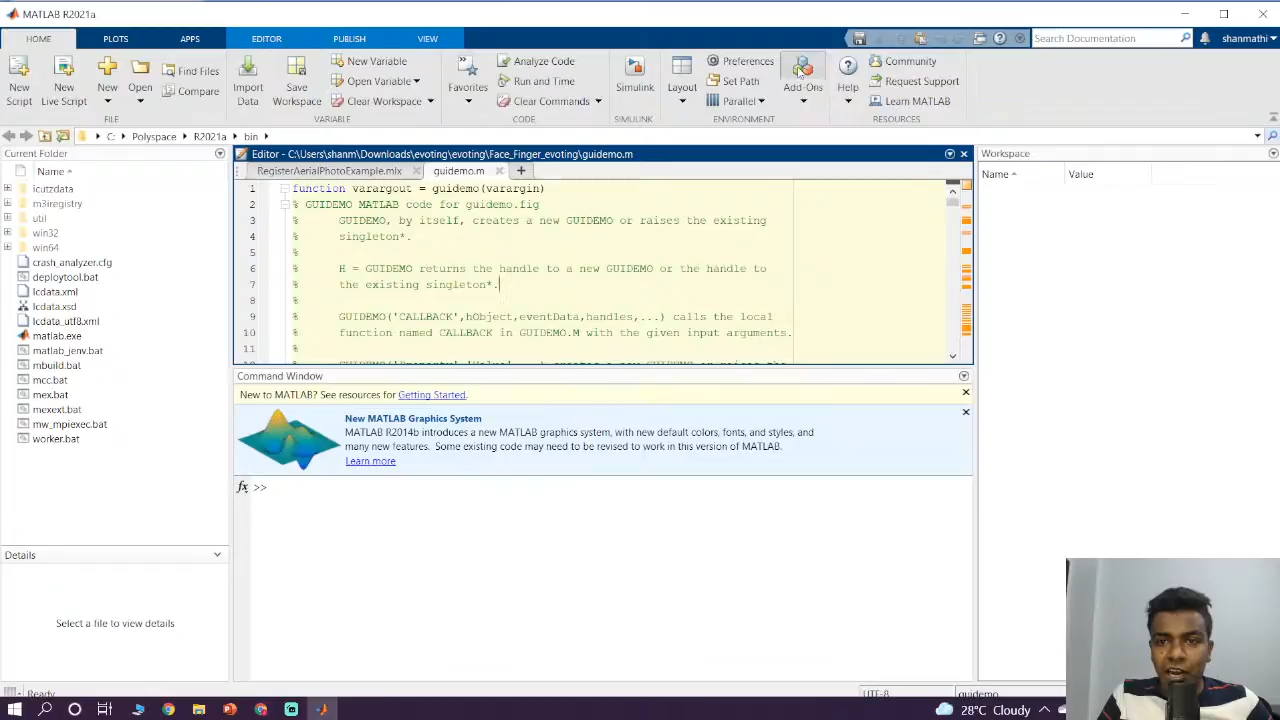 MATLAB R2021a
HOME PLOTS APPS EDITOR PUBLISH VIEW Search Documentation shanmathi
New Script
New Live Script
New
Open
Find Files
Compare
FILE
Import Data
Save Workspace
New Variable
Open Variable
Clear Workspace
VARIABLE
Favorites
Analyze Code
Run and Time
Clear Commands
CODE
Simulink
SIMULINK
Layout
Preferences
Set Path
Parallel
Add-Ons
ENVIRONMENT
Help
Community
Request Support
Learn MATLAB
RESOURCES
C: Polyspace R2021a bin
Current Folder
Name
icutzdata
m3iregistry
util
win32
win64
crash_analyzer.cfg
deploytool.bat
lcdata.xml
lcdata.xsd
lcdata_utf8.xml
matlab.exe
matlab_jenv.bat
mbuild.bat
mcc.bat
mex.bat
mexext.bat
mw_mpiexec.bat
worker.bat
Details
Select a file to view details
Editor - C:\Users\shanm\Downloads\evoting\evoting\Face_Finger_evoting\guidemo.m
RegisterAerialPhotoExample.mlx guidemo.m
1 function varargout = guidemo(varargin)
2 % GUIDEMO MATLAB code for guidemo.fig
3 % GUIDEMO, by itself, creates a new GUIDEMO or raises the existing
4 % singleton*.
5 %
6 % H = GUIDEMO returns the handle to a new GUIDEMO or the handle to
7 % the existing singleton*.
8 %
9 % GUIDEMO('CALLBACK',hObject,eventData,handles,...) calls the local
10 % function named CALLBACK in GUIDEMO.M with the given input arguments.
11 %
Command Window
New to MATLAB? See resources for Getting Started.
New MATLAB Graphics System
MATLAB R2014b introduces a new MATLAB graphics system, with new default colors, fonts, and styles, and
many new features. Some existing code may need to be revised to work in this version of MATLAB.
Learn more
fx >>
Workspace
Name Value
Ready UTF-8 guidemo
28°C Cloudy